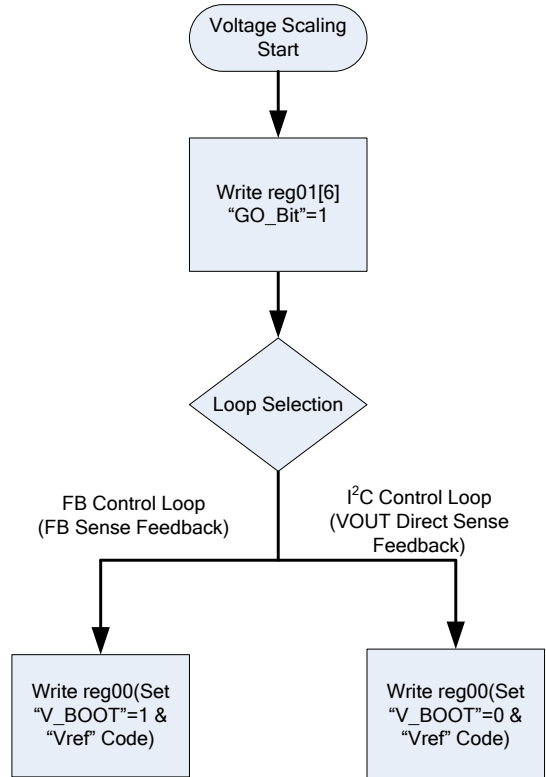 Voltage Scaling
Start
Write reg01[6]
“GO_Bit”=1
Loop Selection
FB Control Loop
(FB Sense Feedback)
I²C Control Loop
(VOUT Direct Sense
Feedback)
Write reg00(Set
“V_BOOT”=1 &
“Vref” Code)
Write reg00(Set
“V_BOOT”=0 &
“Vref” Code)